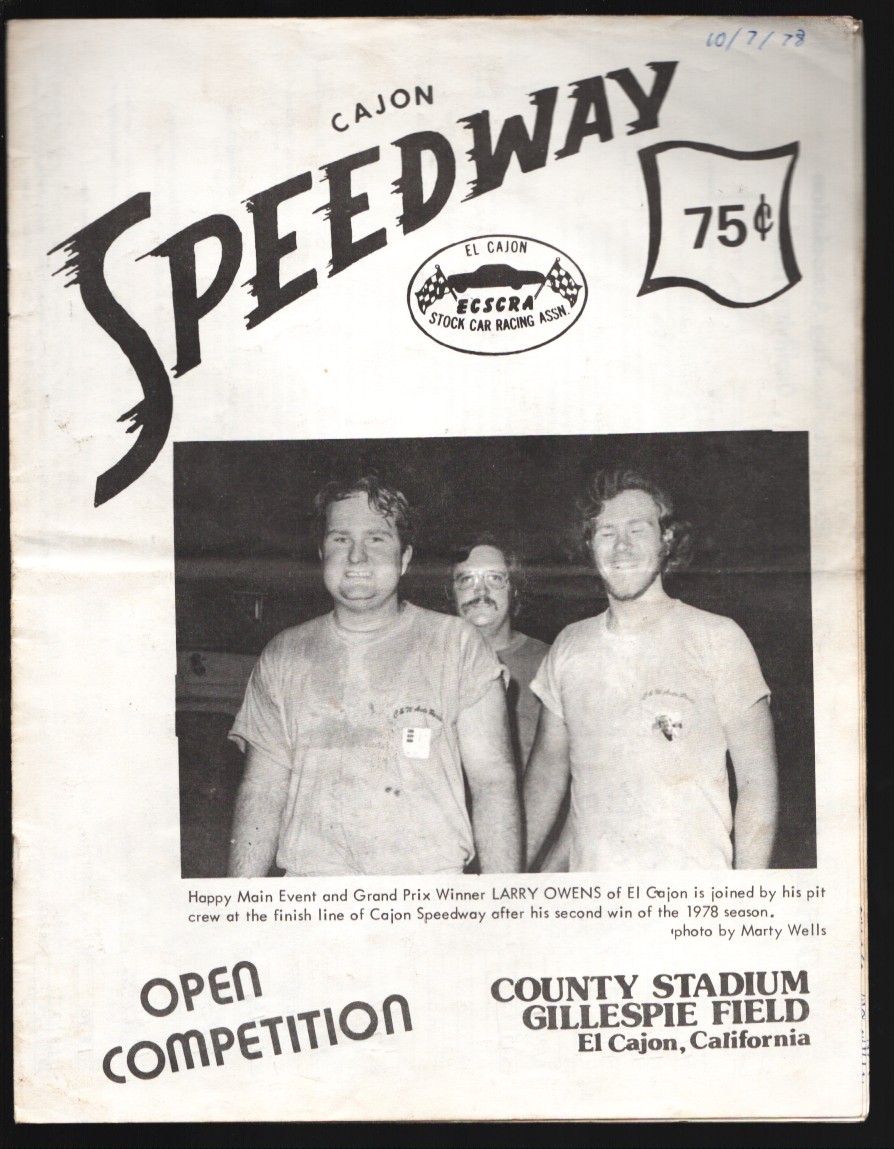 10/7/78
CAJON
SPEEDWAY
75¢
EL CAJON
ECSCRA
STOCK CAR RACING ASSN.
C & W Auto
C & W Auto
Happy Main Event and Grand Prix Winner LARRY OWENS of El Cajon is joined by his pit
crew at the finish line of Cajon Speedway after his second win of the 1978 season.
photo by Marty Wells
OPEN
COMPETITION
COUNTY STADIUM
GILLESPIE FIELD
El Cajon, California